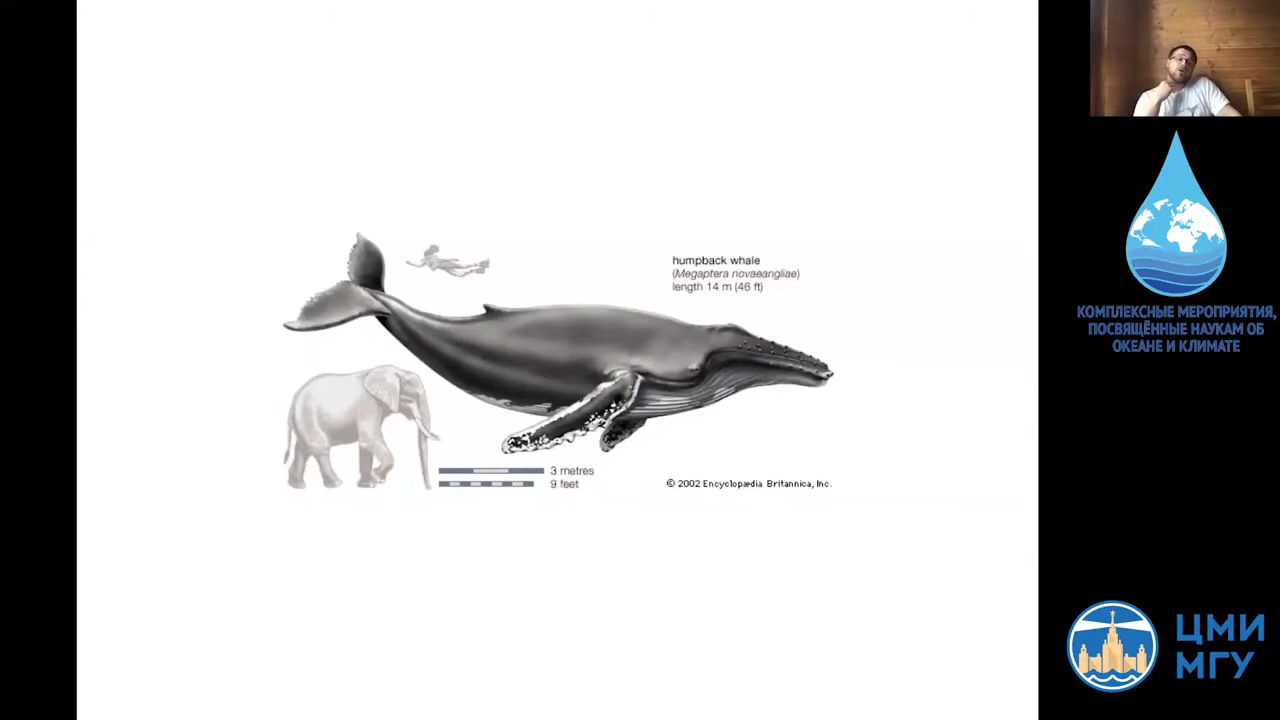 humpback whale
(Megaptera novaeangliae)
length 14 m (46 ft)
3 metres
9 feet
© 2002 Encyclopædia Britannica, Inc.
КОМПЛЕКСНЫЕ МЕРОПРИЯТИЯ,
ПОСВЯЩЁННЫЕ НАУКАМ ОБ
ОКЕАНЕ И КЛИМАТЕ
ЦМИ
МГУ